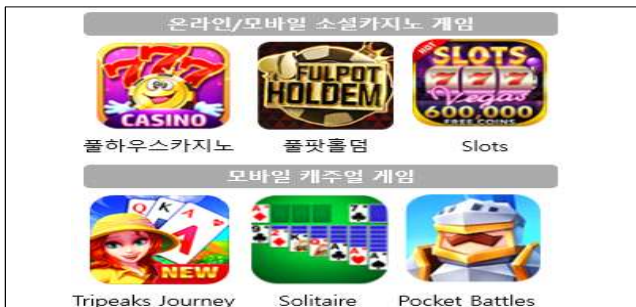 온라인/모바일 소셜카지노 게임
777
CASINO
FULPOT
HOLDEM
HOT
SLOTS
777
Vegas
600,000
FREE COINS
풀하우스카지노
풀팟홀덤
Slots
모바일 캐주얼 게임
Q K A
A
NEW
Tripeaks Journey
Solitaire
Pocket Battles